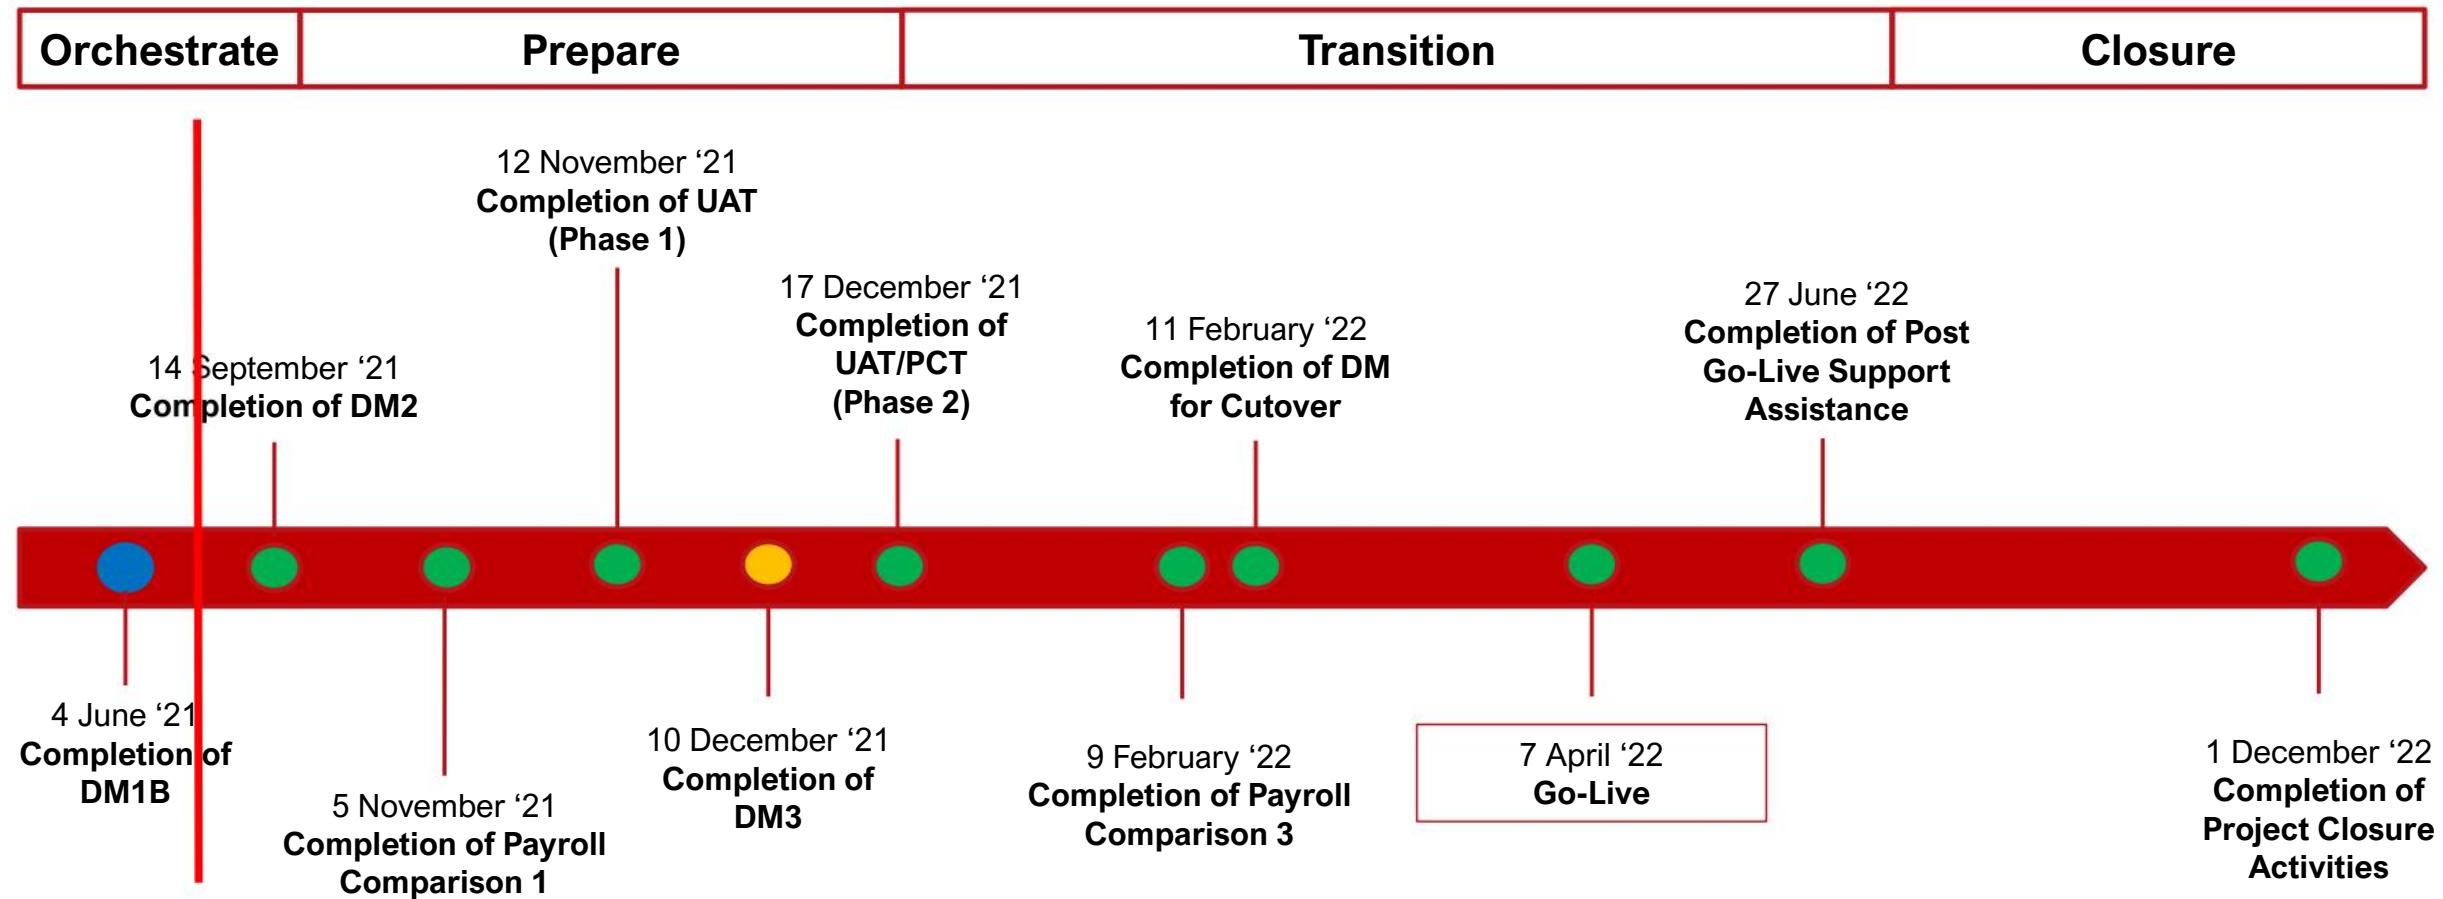 Orchestrate
Prepare
Transition
Closure
12 November ‘21
Completion of UAT
(Phase 1)
17 December ‘21
Completion of
UAT/PCT
(Phase 2)
27 June ‘22
Completion of Post
Go-Live Support
Assistance
11 February ‘22
Completion of DM
for Cutover
14 September ‘21
Completion of DM2
4 June ‘21
Completion of
DM1B
5 November ‘21
Completion of Payroll
Comparison 1
10 December ‘21
Completion of
DM3
9 February ‘22
Completion of Payroll
Comparison 3
7 April ‘22
Go-Live
1 December ‘22
Completion of
Project Closure
Activities